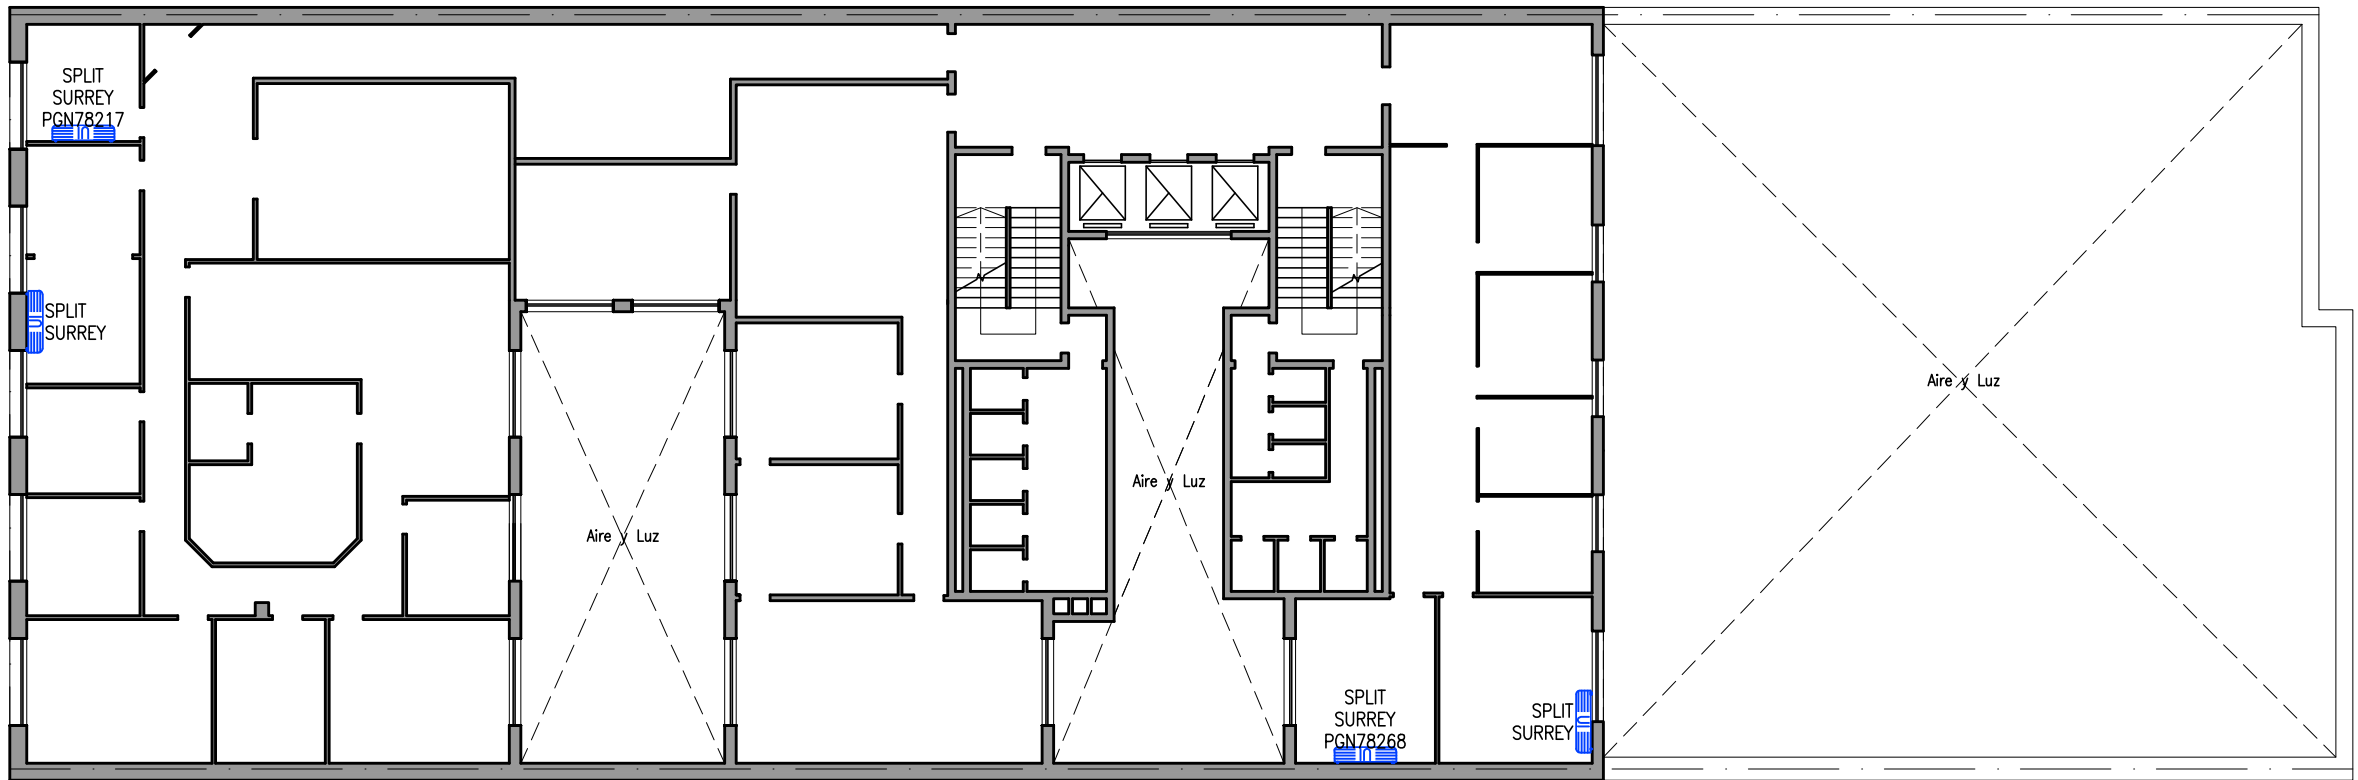 SPLIT
SURREY
PGN78217
SPLIT
SURREY
Aire y Luz
Aire y Luz
Aire y Luz
SPLIT
SURREY
PGN78268
SPLIT
SURREY